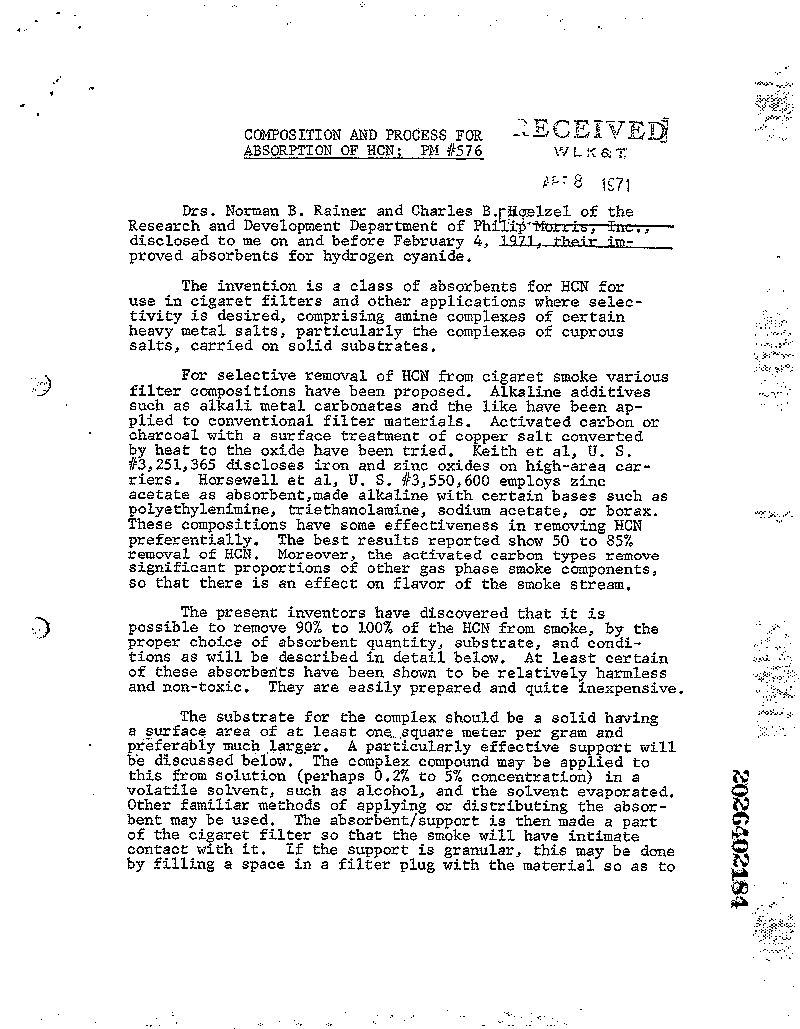 COMPOSITION AND PROCESS FOR
ABSORPTION OF HCN; PM #576
RECEIVED
WLK&T
APR 8 1971
Drs. Norman B. Rainer and Charles B. Hoelzel of the
Research and Development Department of Philip Morris, Inc.,
disclosed to me on and before February 4, 1971, their im-
proved absorbents for hydrogen cyanide.
The invention is a class of absorbents for HCN for
use in cigaret filters and other applications where selec-
tivity is desired, comprising amine complexes of certain
heavy metal salts, particularly the complexes of cuprous
salts, carried on solid substrates.
For selective removal of HCN from cigaret smoke various
filter compositions have been proposed. Alkaline additives
such as alkali metal carbonates and the like have been ap-
plied to conventional filter materials. Activated carbon or
charcoal with a surface treatment of copper salt converted
by heat to the oxide have been tried. Keith et al, U. S.
#3,251,365 discloses iron and zinc oxides on high-area car-
riers. Horsewell et al, U. S. #3,550,600 employs zinc
acetate as absorbent,made alkaline with certain bases such as
polyethylenimine, triethanolamine, sodium acetate, or borax.
These compositions have some effectiveness in removing HCN
preferentially. The best results reported show 50 to 85%
removal of HCN. Moreover, the activated carbon types remove
significant proportions of other gas phase smoke components,
so that there is an effect on flavor of the smoke stream.
The present inventors have discovered that it is
possible to remove 90% to 100% of the HCN from smoke, by the
proper choice of absorbent quantity, substrate, and condi-
tions as will be described in detail below. At least certain
of these absorbents have been shown to be relatively harmless
and non-toxic. They are easily prepared and quite inexpensive.
The substrate for the complex should be a solid having
a surface area of at least one square meter per gram and
preferably much larger. A particularly effective support will
be discussed below. The complex compound may be applied to
this from solution (perhaps 0.2% to 5% concentration) in a
volatile solvent, such as alcohol, and the solvent evaporated.
Other familiar methods of applying or distributing the absor-
bent may be used. The absorbent/support is then made a part
of the cigaret filter so that the smoke will have intimate
contact with it. If the support is granular, this may be done
by filling a space in a filter plug with the material so as to
2026402184